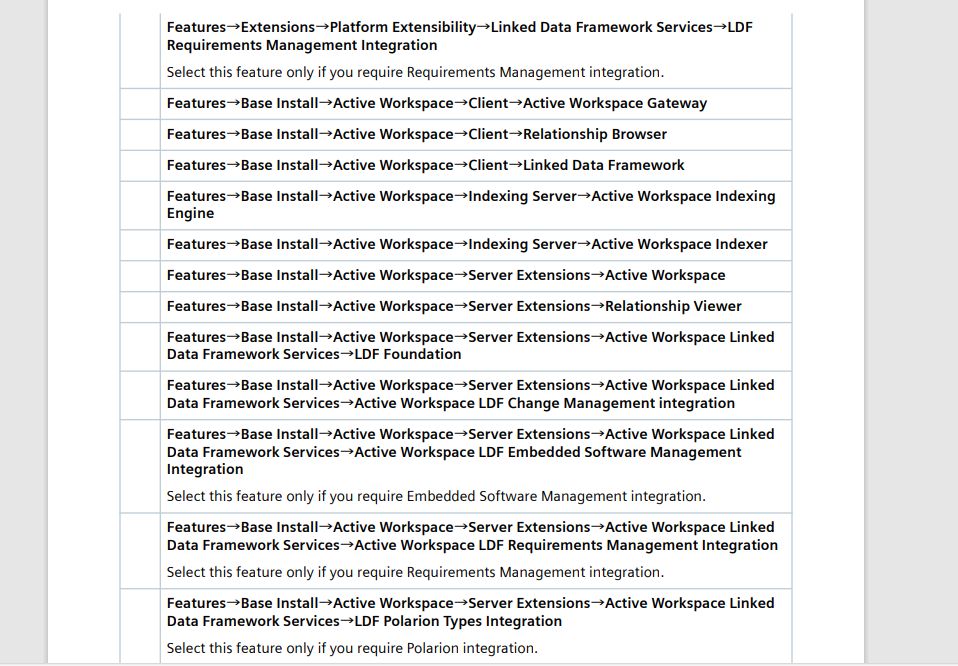 Features→Extensions→Platform Extensibility→Linked Data Framework Services→LDF
Requirements Management Integration
Select this feature only if you require Requirements Management integration.
Features→Base Install→Active Workspace→Client→Active Workspace Gateway
Features→Base Install→Active Workspace→Client→Relationship Browser
Features→Base Install→Active Workspace→Client→Linked Data Framework
Features→Base Install→Active Workspace→Indexing Server→Active Workspace Indexing
Engine
Features→Base Install→Active Workspace→Indexing Server→Active Workspace Indexer
Features→Base Install→Active Workspace→Server Extensions→Active Workspace
Features→Base Install→Active Workspace→Server Extensions→Relationship Viewer
Features→Base Install→Active Workspace→Server Extensions→Active Workspace Linked
Data Framework Services→LDF Foundation
Features→Base Install→Active Workspace→Server Extensions→Active Workspace Linked
Data Framework Services→Active Workspace LDF Change Management integration
Features→Base Install→Active Workspace→Server Extensions→Active Workspace Linked
Data Framework Services→Active Workspace LDF Embedded Software Management
Integration
Select this feature only if you require Embedded Software Management integration.
Features→Base Install→Active Workspace→Server Extensions→Active Workspace Linked
Data Framework Services→Active Workspace LDF Requirements Management Integration
Select this feature only if you require Requirements Management integration.
Features→Base Install→Active Workspace→Server Extensions→Active Workspace Linked
Data Framework Services→LDF Polarion Types Integration
Select this feature only if you require Polarion integration.